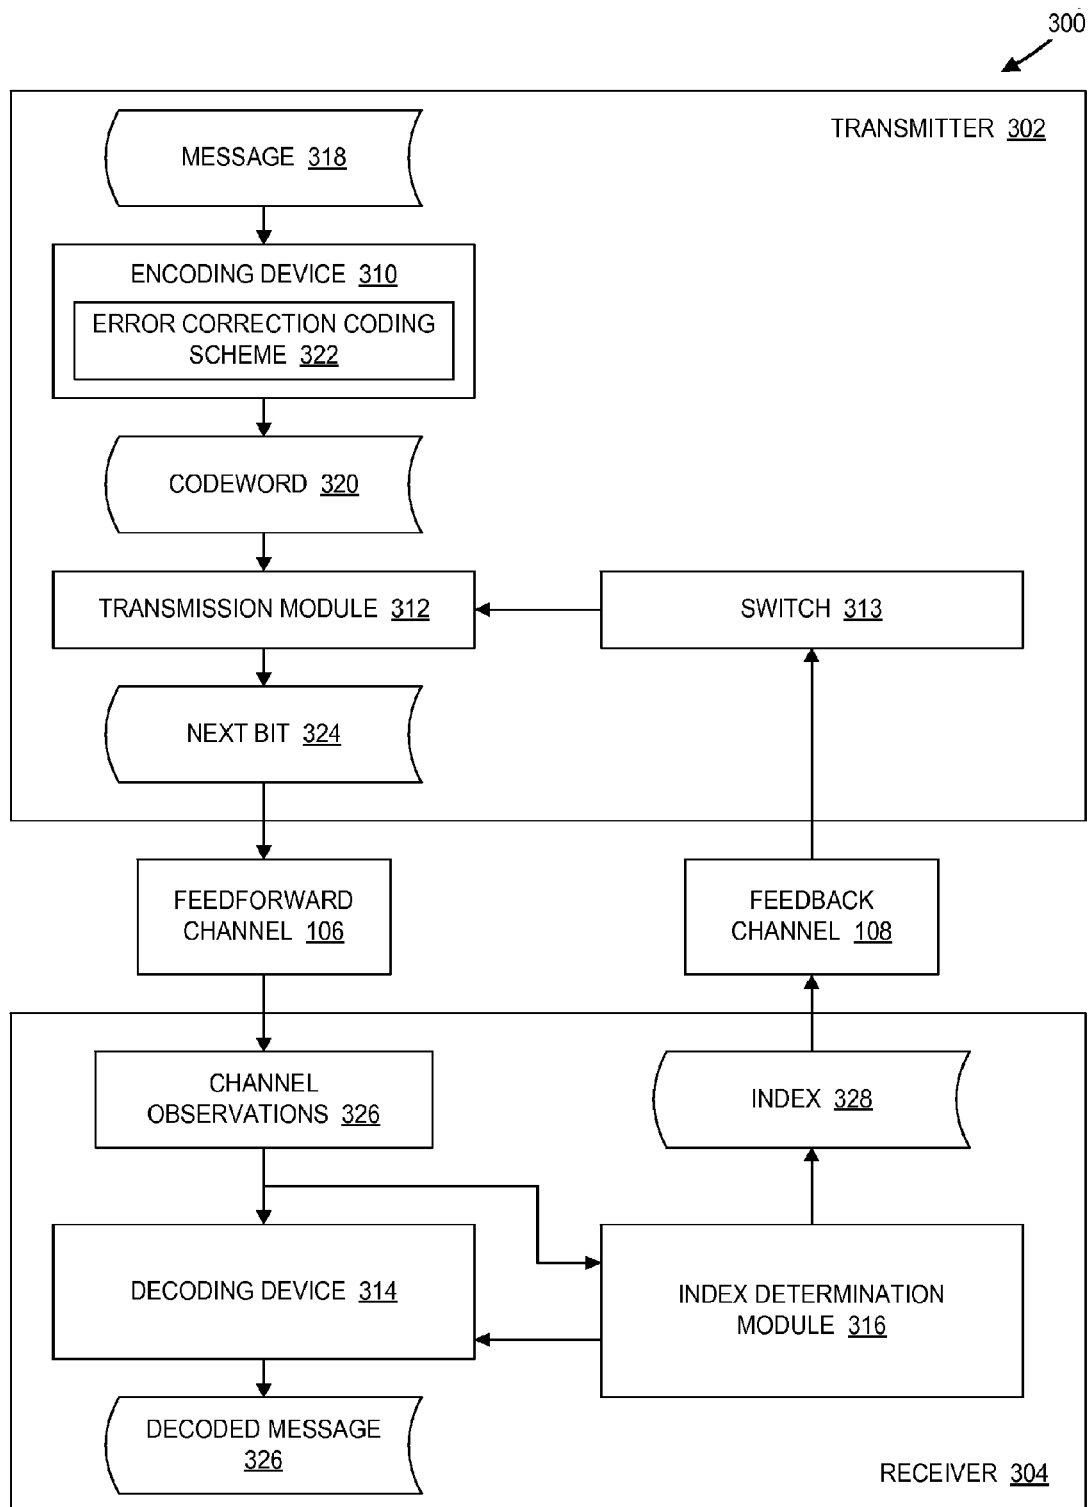 300
TRANSMITTER 302
MESSAGE 318
ENCODING DEVICE 310
ERROR CORRECTION CODING
SCHEME 322
CODEWORD 320
TRANSMISSION MODULE 312
SWITCH 313
NEXT BIT 324
FEEDFORWARD
CHANNEL 106
FEEDBACK
CHANNEL 108
CHANNEL
OBSERVATIONS 326
INDEX 328
DECODING DEVICE 314
INDEX DETERMINATION
MODULE 316
DECODED MESSAGE
326
RECEIVER 304